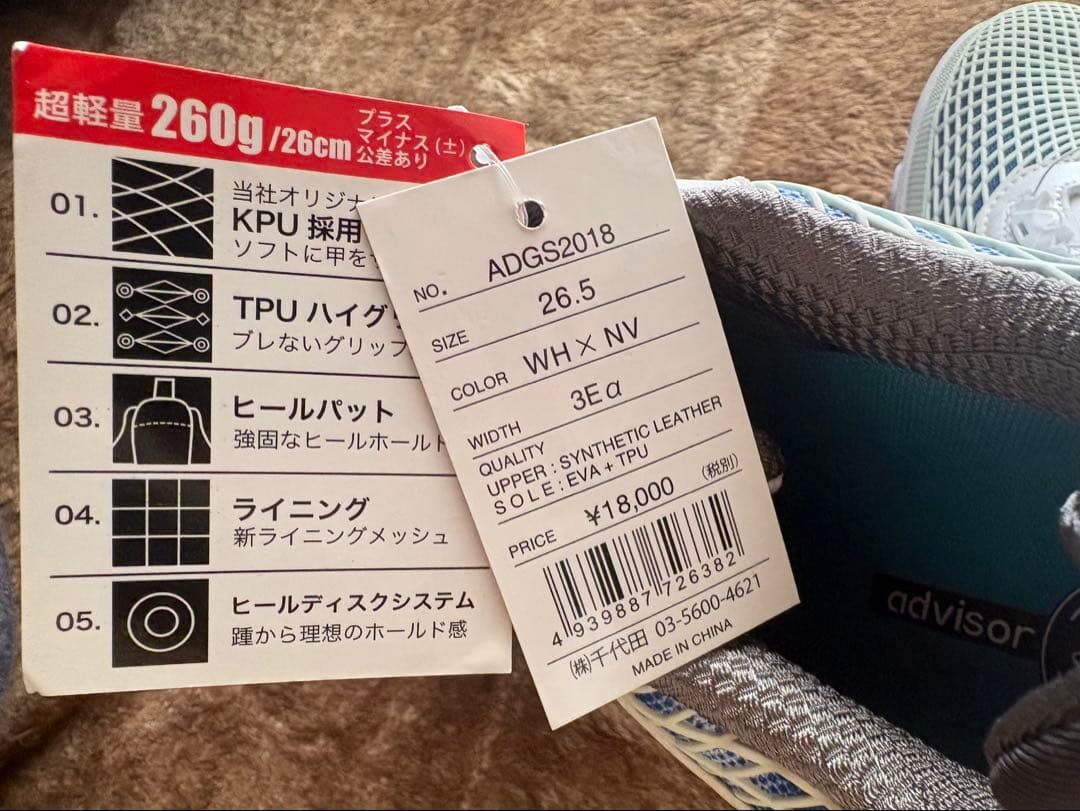 超軽量260g/26cm プラスマイナス(±)公差あり
01.
当社オリジナ
KPU 採用
ソフトに甲を
02.
TPU ハイグ
ブレないグリップ
03.
ヒールパット
強固なヒールホールド
04.
ライニング
新ライニングメッシュ
05.
ヒールディスクシステム
踵から理想のホールド感
NO. ADGS2018
SIZE 26.5
COLOR WH×NV
WIDTH 3Eα
QUALITY
UPPER : SYNTHETIC LEATHER
SOLE : EVA + TPU
PRICE ¥18,000 (税別)
4 939887 726382
(株)千代田 03-5600-4621
MADE IN CHINA
advisor